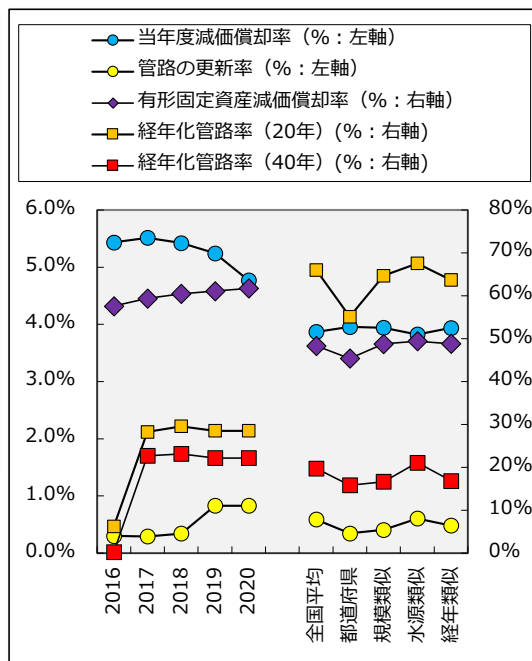 当年度減価償却率（%：左軸）
管路の更新率（%：左軸）
有形固定資産減価償却率（%：右軸）
経年化管路率（20年）(%：右軸)
経年化管路率（40年）(%：右軸)
6.0%
5.0%
4.0%
3.0%
2.0%
1.0%
0.0%
80%
70%
60%
50%
40%
30%
20%
10%
0%
2016
2017
2018
2019
2020
全国平均
都道府県
規模類似
水源類似
経年類似